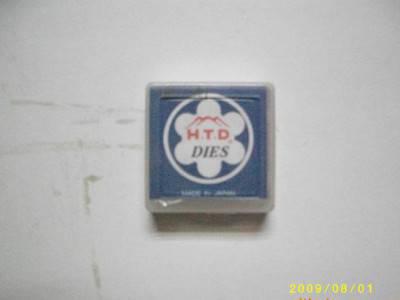 H.T.D.
DIES
MADE IN JAPAN
2009/08/01